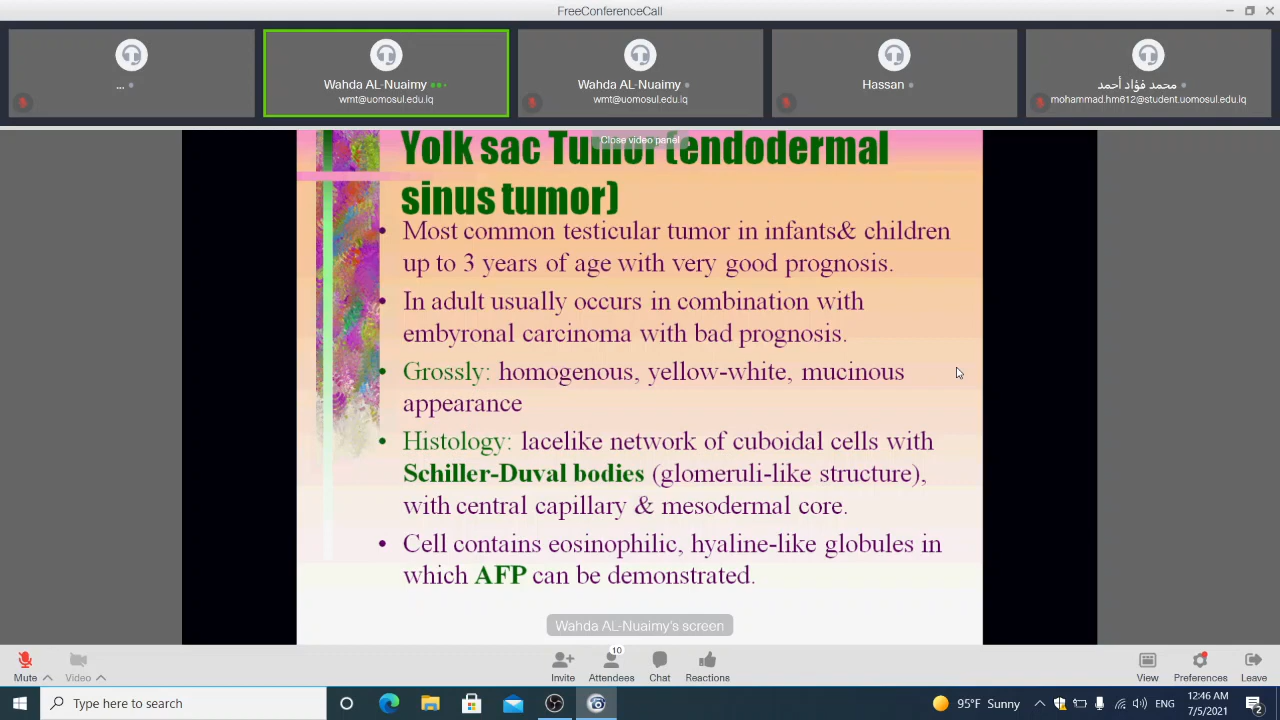 FreeConferenceCall
...
Wahda AL-Nuaimy
wmt@uomosul.edu.iq
Wahda AL-Nuaimy
wmt@uomosul.edu.iq
Hassan
محمد فؤاد أحمد
mohammad.hm612@student.uomosul.edu.iq
Close video panel
Yolk sac Tumor (endodermal
sinus tumor)
• Most common testicular tumor in infants& children
up to 3 years of age with very good prognosis.
• In adult usually occurs in combination with
embyronal carcinoma with bad prognosis.
• Grossly: homogenous, yellow-white, mucinous
appearance
• Histology: lacelike network of cuboidal cells with
Schiller-Duval bodies (glomeruli-like structure),
with central capillary & mesodermal core.
• Cell contains eosinophilic, hyaline-like globules in
which AFP can be demonstrated.
Wahda AL-Nuaimy's screen
Mute
Video
Invite
10
Attendees
Chat
Reactions
View
Preferences
Leave
Type here to search
95°F Sunny
ENG
12:46 AM
7/5/2021
2